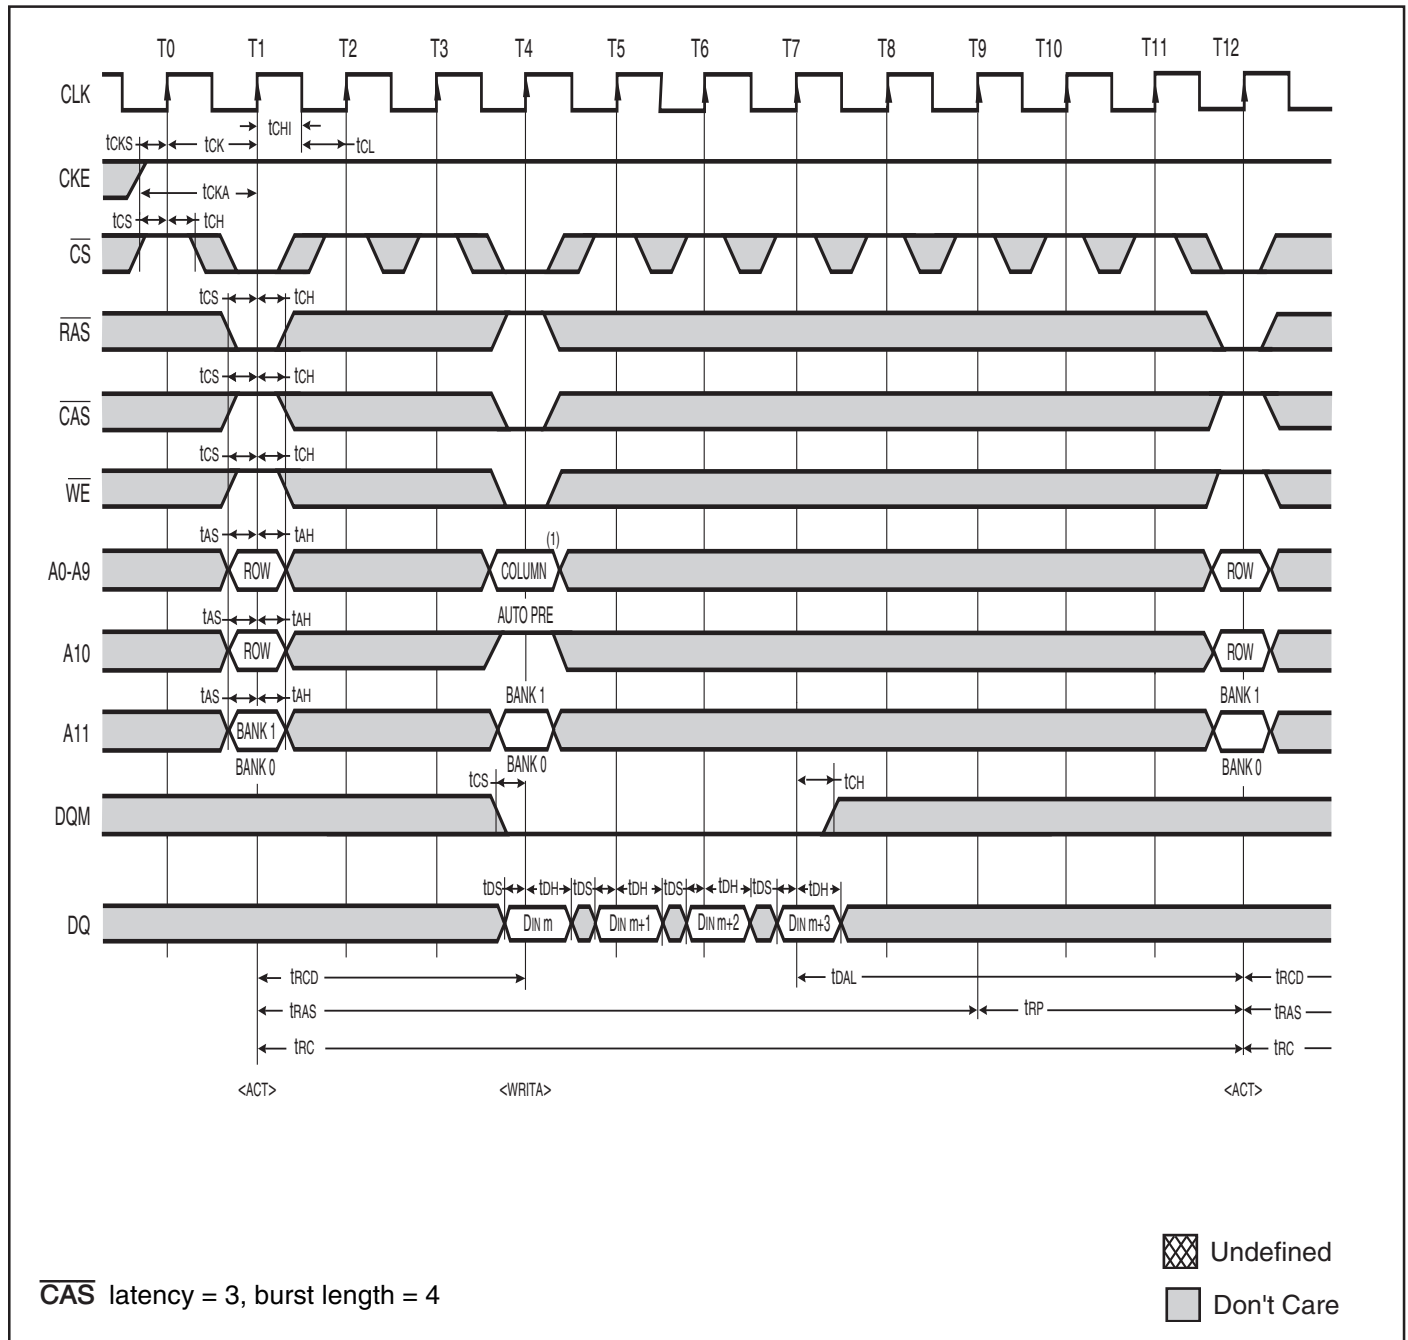 T0 T1 T2 T3 T4 T5 T6 T7 T8 T9 T10 T11 T12
CLK
tCHI
tCKS tCK tCL
CKE
tCKA
tCS tCH
CS
tCS tCH
RAS
tCS tCH
CAS
tCS tCH
WE
tAS tAH (1)
A0-A9 ROW COLUMN ROW
tAS tAH AUTO PRE
A10 ROW ROW
tAS tAH BANK 1 BANK 1
A11 BANK 1
BANK 0 BANK 0 BANK 0
tCS tCH
DQM
tDS tDH tDS tDH tDS tDH tDS tDH
DQ DIN m DIN m+1 DIN m+2 DIN m+3
tRCD tDAL tRCD
tRAS tRP tRAS
tRC tRC
<ACT> <WRITA> <ACT>
Undefined
CAS latency = 3, burst length = 4
Don't Care